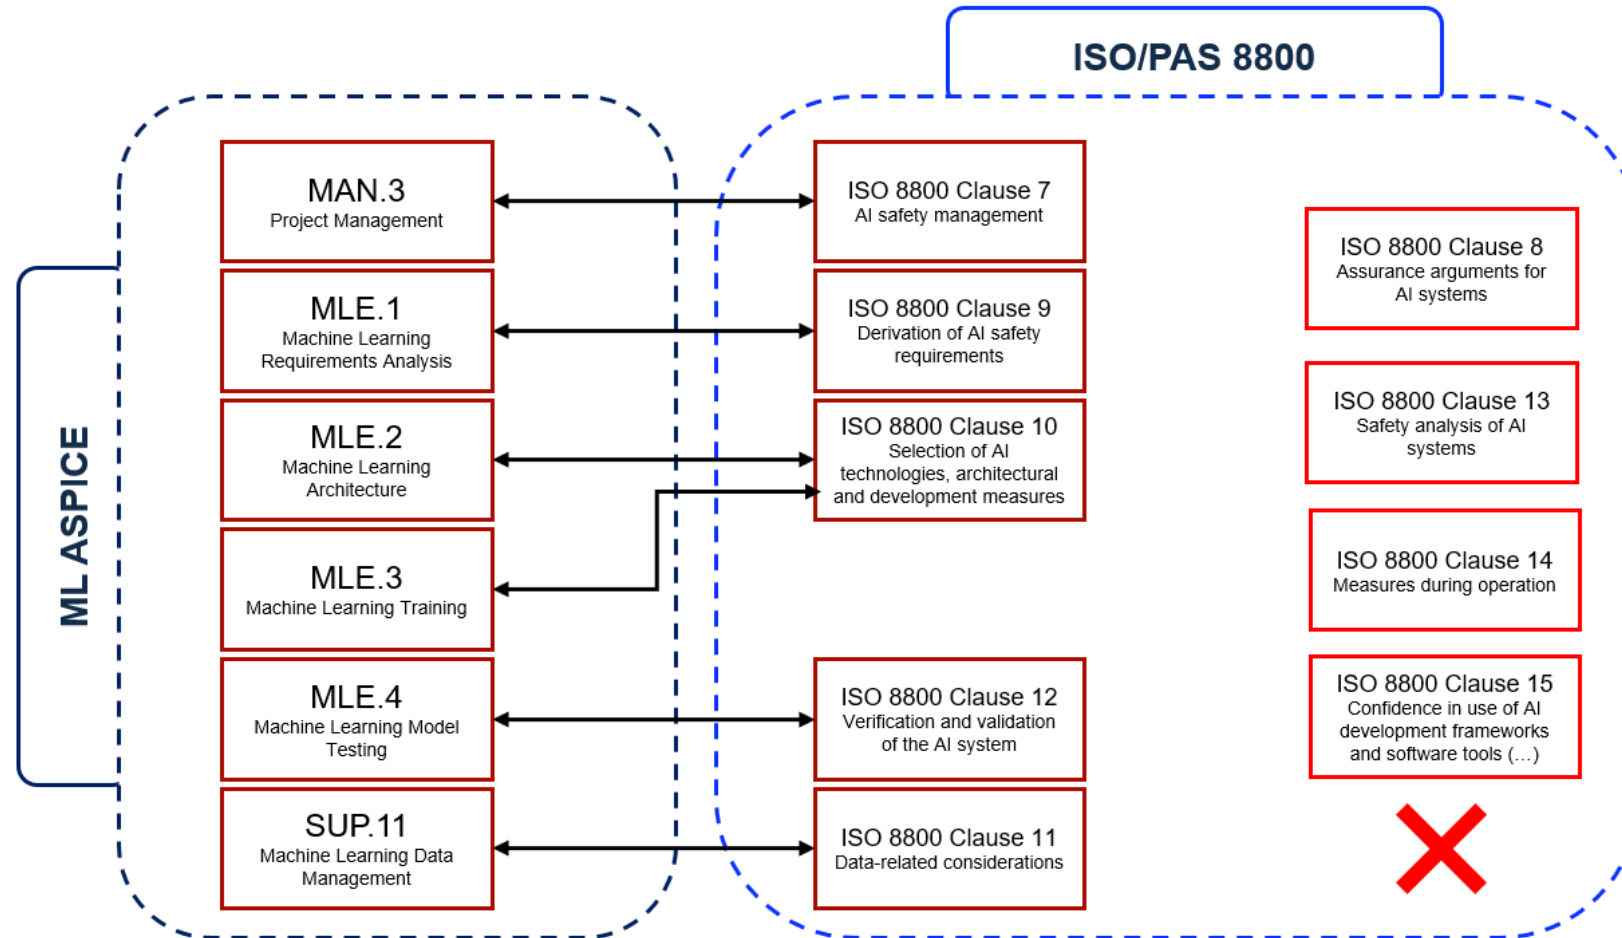 ISO/PAS 8800
ML ASPICE
MAN.3
Project Management
MLE.1
Machine Learning
Requirements Analysis
MLE.2
Machine Learning
Architecture
MLE.3
Machine Learning Training
MLE.4
Machine Learning Model
Testing
SUP.11
Machine Learning Data
Management
ISO 8800 Clause 7
AI safety management
ISO 8800 Clause 9
Derivation of AI safety
requirements
ISO 8800 Clause 10
Selection of AI
technologies, architectural
and development measures
ISO 8800 Clause 12
Verification and validation
of the AI system
ISO 8800 Clause 11
Data-related considerations
ISO 8800 Clause 8
Assurance arguments for
AI systems
ISO 8800 Clause 13
Safety analysis of AI
systems
ISO 8800 Clause 14
Measures during operation
ISO 8800 Clause 15
Confidence in use of AI
development frameworks
and software tools (…)